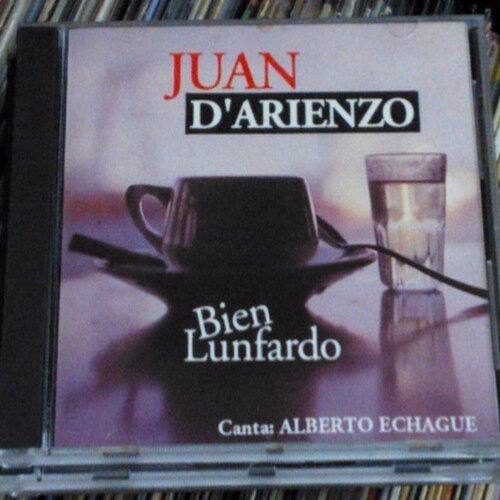 JUAN
D'ARIENZO
Bien
Lunfardo
Canta: ALBERTO ECHAGUE